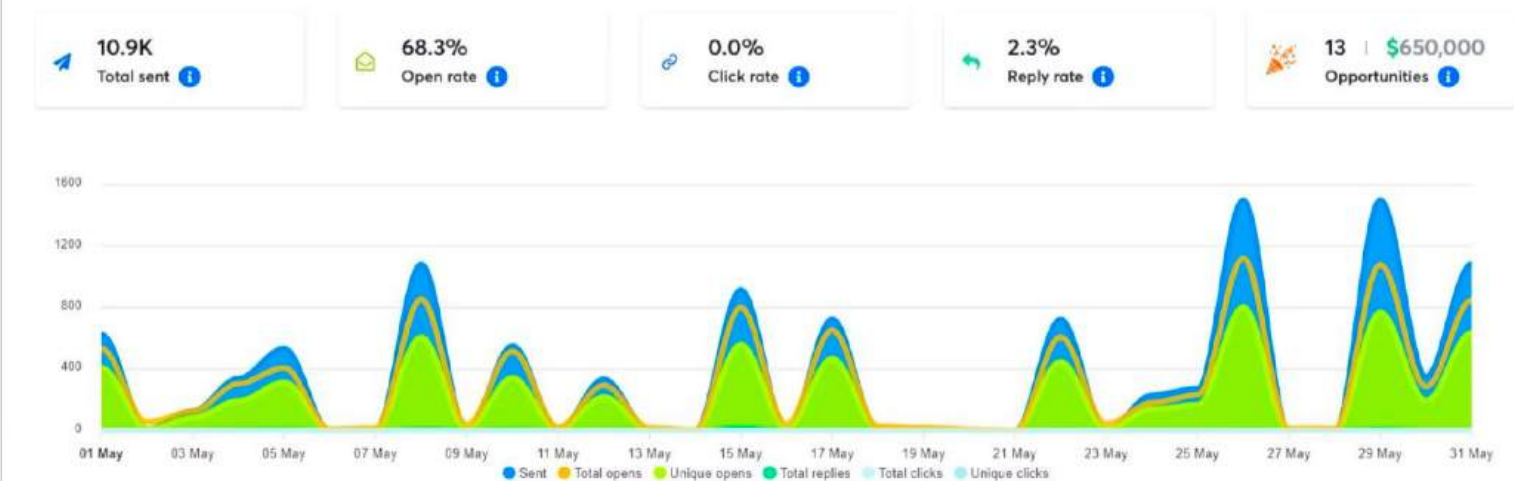 10.9K
Total sent
68.3%
Open rate
0.0%
Click rate
2.3%
Reply rate
13 | $650,000
Opportunities
1600
1200
800
400
0
01 May 03 May 05 May 07 May 09 May 11 May 13 May 15 May 17 May 19 May 21 May 23 May 25 May 27 May 29 May 31 May
Sent Total opens Unique opens Total replies Total clicks Unique clicks